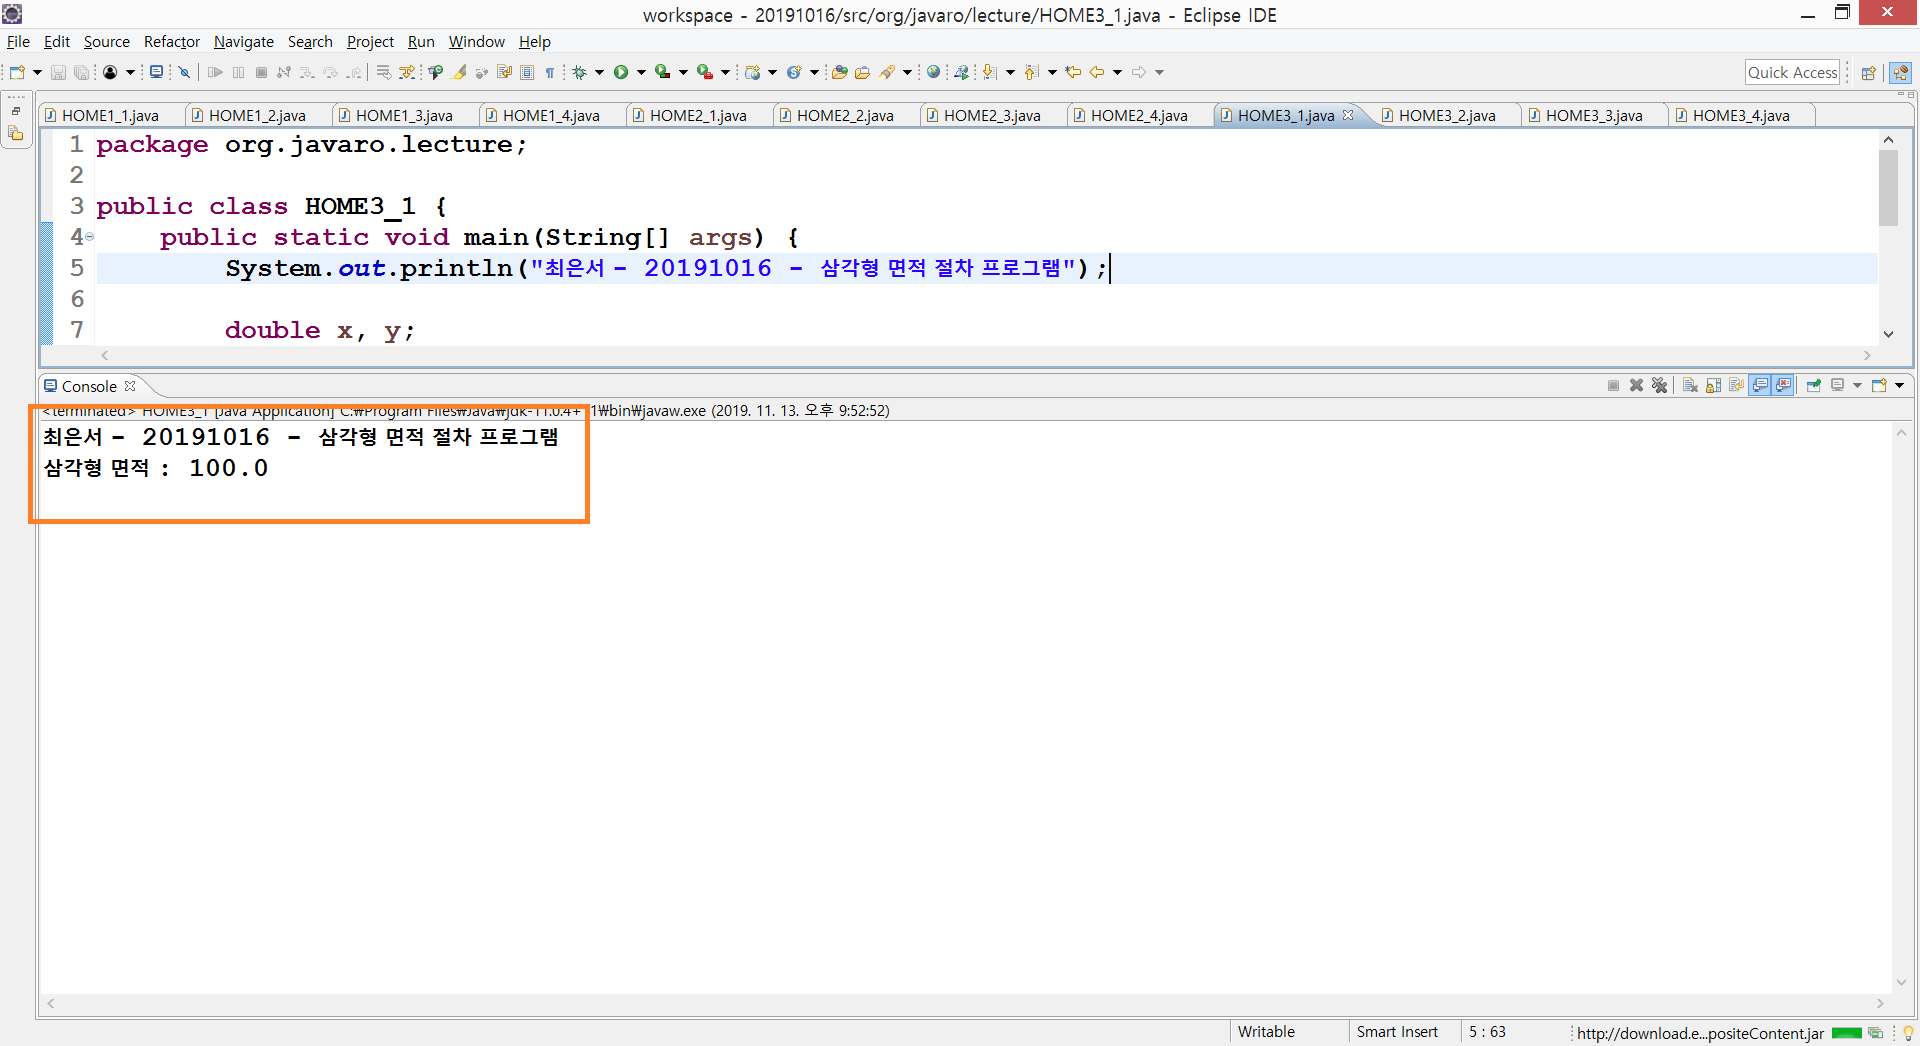 workspace - 20191016/src/org/javaro/lecture/HOME3_1.java - Eclipse IDE
File Edit Source Refactor Navigate Search Project Run Window Help
Quick Access
HOME1_1.java HOME1_2.java HOME1_3.java HOME1_4.java HOME2_1.java HOME2_2.java HOME2_3.java HOME2_4.java HOME3_1.java HOME3_2.java HOME3_3.java HOME3_4.java
1 package org.javaro.lecture;
2
3 public class HOME3_1 {
4 public static void main(String[] args) {
5 System.out.println("최은서 - 20191016 - 삼각형 면적 절차 프로그램");
6
7 double x, y;
Console
<terminated> HOME3_1 [Java Application] C:₩Program Files₩Java₩jdk-11.0.4+ 1₩bin₩javaw.exe (2019. 11. 13. 오후 9:52:52)
최은서 - 20191016 - 삼각형 면적 절차 프로그램
삼각형 면적 : 100.0
Writable Smart Insert 5 : 63 http://download.e...positeContent.jar